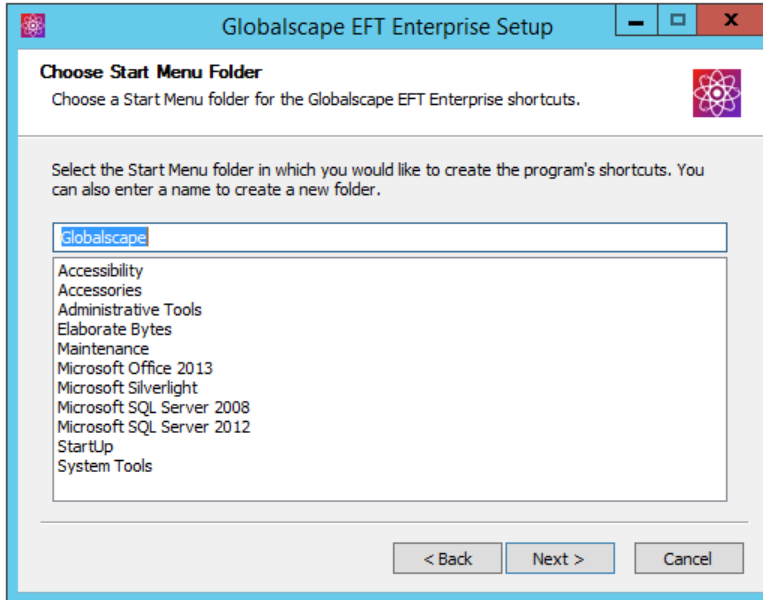 Globalscape EFT Enterprise Setup
Choose Start Menu Folder
Choose a Start Menu folder for the Globalscape EFT Enterprise shortcuts.
Select the Start Menu folder in which you would like to create the program's shortcuts. You
can also enter a name to create a new folder.
Globalscape
Accessibility
Accessories
Administrative Tools
Elaborate Bytes
Maintenance
Microsoft Office 2013
Microsoft Silverlight
Microsoft SQL Server 2008
Microsoft SQL Server 2012
StartUp
System Tools
< Back Next > Cancel